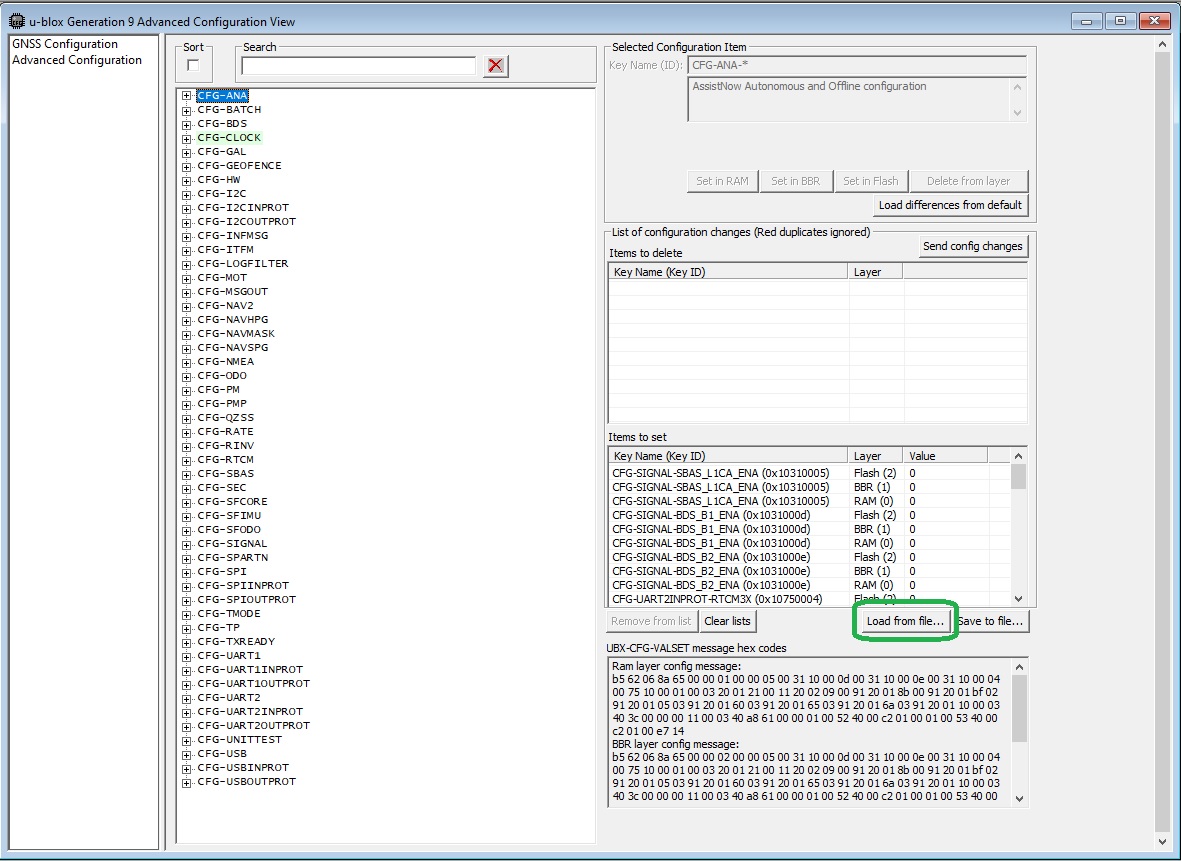 u-blox Generation 9 Advanced Configuration View
GNSS Configuration
Advanced Configuration
Sort
Search
CFG-ANA
CFG-BATCH
CFG-BDS
CFG-CLOCK
CFG-GAL
CFG-GEOFENCE
CFG-HW
CFG-I2C
CFG-I2CINPROT
CFG-I2COUTPROT
CFG-INFMSG
CFG-ITFM
CFG-LOGFILTER
CFG-MOT
CFG-MSGOUT
CFG-NAV2
CFG-NAVHPG
CFG-NAVMASK
CFG-NAVSPG
CFG-NMEA
CFG-ODO
CFG-PM
CFG-PMP
CFG-QZSS
CFG-RATE
CFG-RINV
CFG-RTCM
CFG-SBAS
CFG-SEC
CFG-SFCORE
CFG-SFIMU
CFG-SFODO
CFG-SIGNAL
CFG-SPARTN
CFG-SPI
CFG-SPIINPROT
CFG-SPIOUTPROT
CFG-TMODE
CFG-TP
CFG-TXREADY
CFG-UART1
CFG-UART1INPROT
CFG-UART1OUTPROT
CFG-UART2
CFG-UART2INPROT
CFG-UART2OUTPROT
CFG-UNITTEST
CFG-USB
CFG-USBINPROT
CFG-USBOUTPROT
Selected Configuration Item
Key Name (ID): CFG-ANA-*
AssistNow Autonomous and Offline configuration
Set in RAM Set in BBR Set in Flash Delete from layer
Load differences from default
List of configuration changes (Red duplicates ignored)
Send config changes
Items to delete
Key Name (Key ID) Layer
Items to set
Key Name (Key ID) Layer Value
CFG-SIGNAL-SBAS_L1CA_ENA (0x10310005) Flash (2) 0
CFG-SIGNAL-SBAS_L1CA_ENA (0x10310005) BBR (1) 0
CFG-SIGNAL-SBAS_L1CA_ENA (0x10310005) RAM (0) 0
CFG-SIGNAL-BDS_B1_ENA (0x1031000d) Flash (2) 0
CFG-SIGNAL-BDS_B1_ENA (0x1031000d) BBR (1) 0
CFG-SIGNAL-BDS_B1_ENA (0x1031000d) RAM (0) 0
CFG-SIGNAL-BDS_B2_ENA (0x1031000e) Flash (2) 0
CFG-SIGNAL-BDS_B2_ENA (0x1031000e) BBR (1) 0
CFG-SIGNAL-BDS_B2_ENA (0x1031000e) RAM (0) 0
CFG-UART2INPROT-RTCM3X (0x10750004) Flash (2) 0
Remove from list Clear lists Load from file... Save to file...
UBX-CFG-VALSET message hex codes
Ram layer config message:
b5 62 06 8a 65 00 00 01 00 00 05 00 31 10 00 0d 00 31 10 00 0e 00 31 10 00 04
00 75 10 00 01 00 03 20 01 21 00 11 20 02 09 00 91 20 01 8b 00 91 20 01 bf 02
91 20 01 05 03 91 20 01 60 03 91 20 01 65 03 91 20 01 6a 03 91 20 01 10 00 03
40 3c 00 00 00 11 00 03 40 a8 61 00 00 01 00 52 40 00 c2 01 00 01 00 53 40 00
c2 01 00 e7 14
BBR layer config message:
b5 62 06 8a 65 00 00 02 00 00 05 00 31 10 00 0d 00 31 10 00 0e 00 31 10 00 04
00 75 10 00 01 00 03 20 01 21 00 11 20 02 09 00 91 20 01 8b 00 91 20 01 bf 02
91 20 01 05 03 91 20 01 60 03 91 20 01 65 03 91 20 01 6a 03 91 20 01 10 00 03
40 3c 00 00 00 11 00 03 40 a8 61 00 00 01 00 52 40 00 c2 01 00 01 00 53 40 00